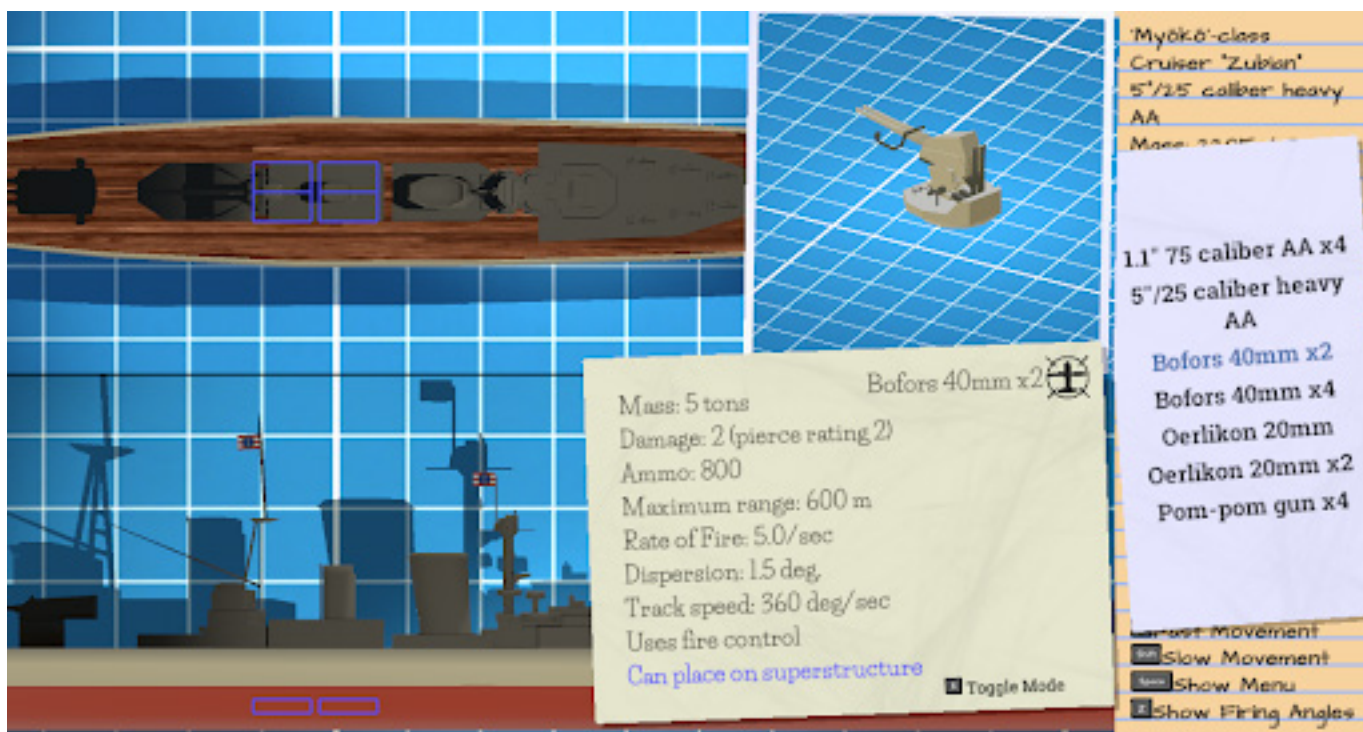 'Myōkō'-class
Cruiser "Zubian"
5"/25 caliber heavy
AA
Mass:
1.1" 75 caliber AA x4
5"/25 caliber heavy
AA
Bofors 40mm x2
Bofors 40mm x4
Oerlikon 20mm
Oerlikon 20mm x2
Pom-pom gun x4
Bofors 40mm x2
Mass: 5 tons
Damage: 2 (pierce rating 2)
Ammo: 800
Maximum range: 600 m
Rate of Fire: 5.0/sec
Dispersion: 1.5 deg.
Track speed: 360 deg/sec
Uses fire control
Can place on superstructure
Toggle Mode
Fast Movement
Shift Slow Movement
Space Show Menu
Z Show Firing Angles